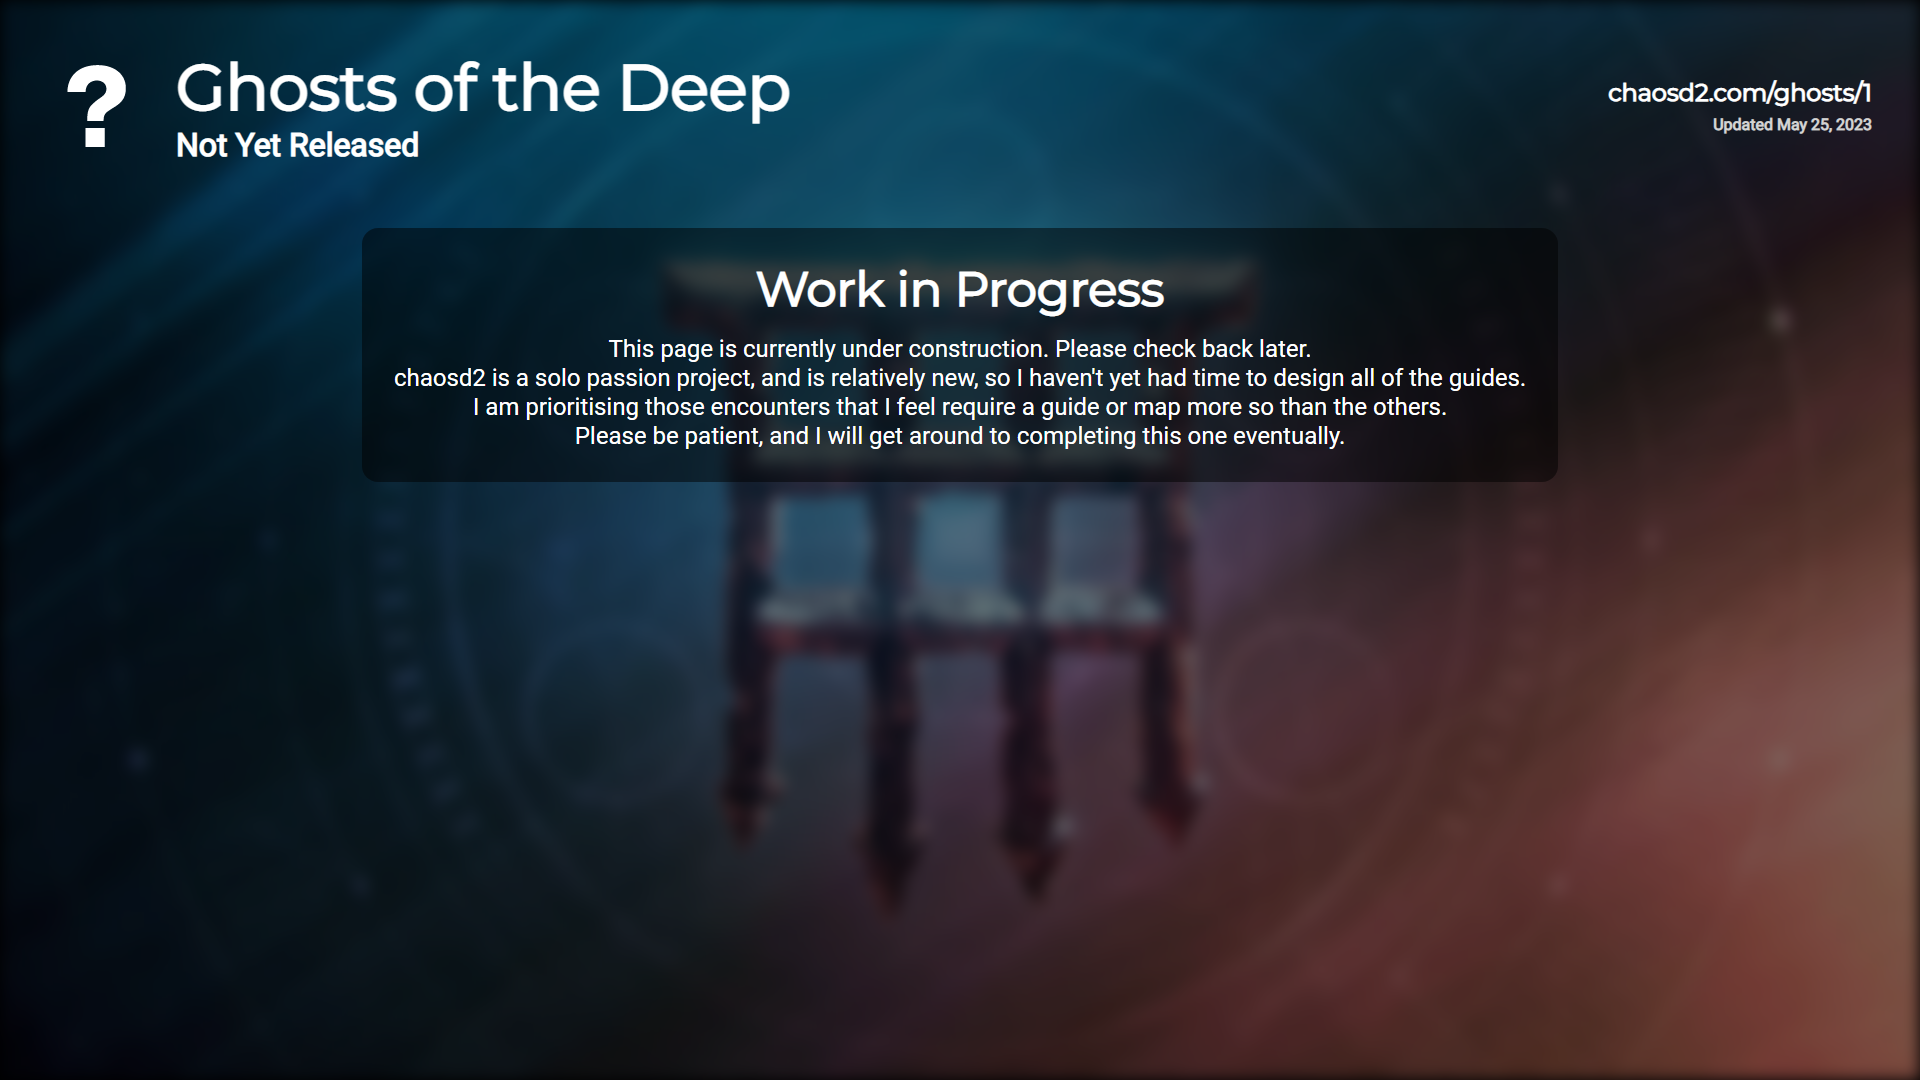 ?
Ghosts of the Deep
Not Yet Released
chaosd2.com/ghosts/1
Updated May 25, 2023
Work in Progress
This page is currently under construction. Please check back later.
chaosd2 is a solo passion project, and is relatively new, so I haven't yet had time to design all of the guides.
I am prioritising those encounters that I feel require a guide or map more so than the others.
Please be patient, and I will get around to completing this one eventually.